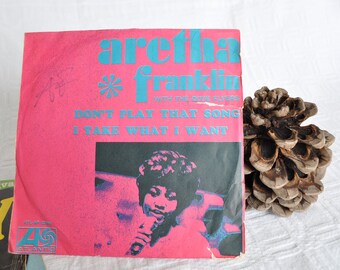 aretha
franklin
DON'T PLAY THAT SONG
I TAKE WHAT I WANT